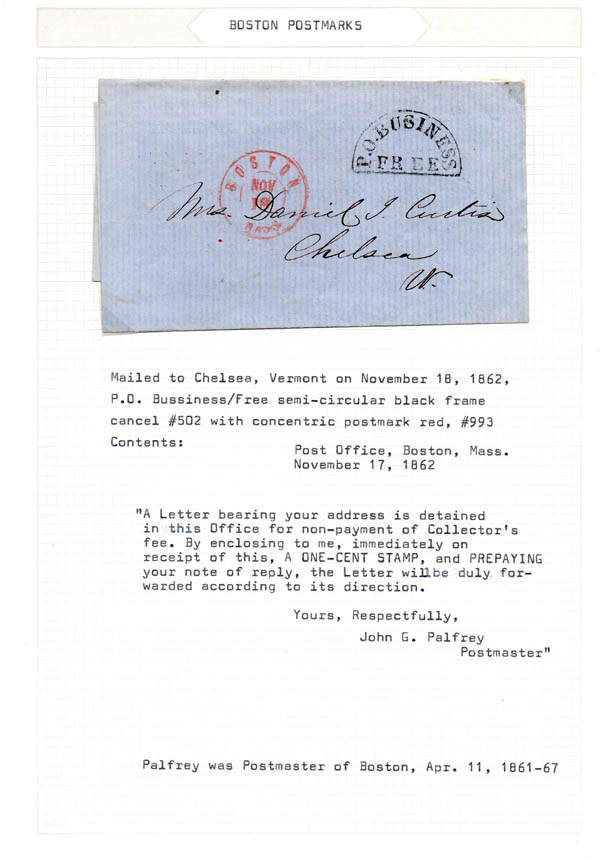 BOSTON POSTMARKS
P.O. BUSINESS
FREE
BOSTON
NOV
18
MASS
Mrs. Daniel I. Curtis
Chelsea
Vt.
Mailed to Chelsea, Vermont on November 18, 1862,
P.O. Bussiness/Free semi-circular black frame
cancel #502 with concentric postmark red, #993
Contents:
Post Office, Boston, Mass.
November 17, 1862
"A Letter bearing your address is detained
in this Office for non-payment of Collector's
fee. By enclosing to me, immediately on
receipt of this, A ONE-CENT STAMP, and PREPAYING
your note of reply, the Letter willbe duly for-
warded according to its direction.
Yours, Respectfully,
John G. Palfrey
Postmaster"
Palfrey was Postmaster of Boston, Apr. 11, 1861-67